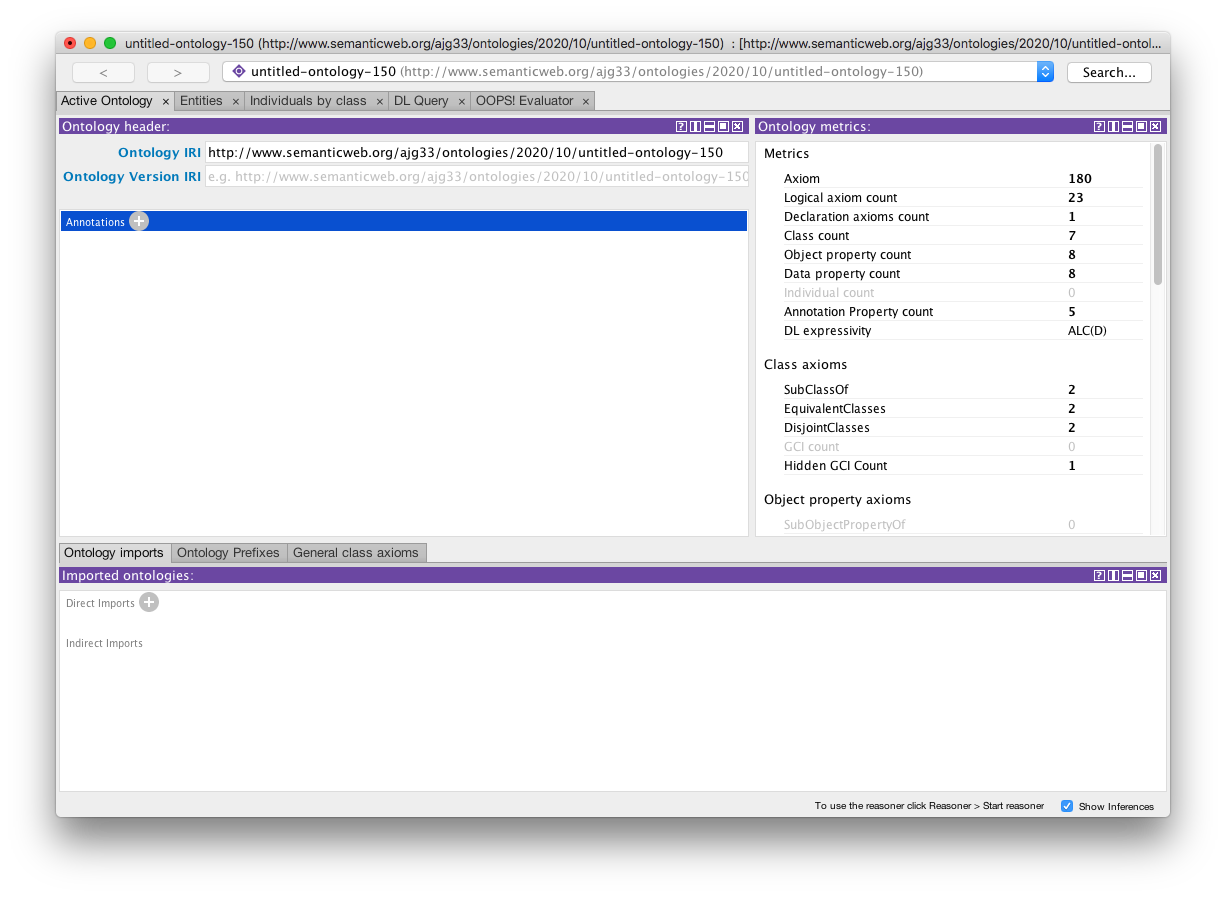 untitled-ontology-150 (http://www.semanticweb.org/ajg33/ontologies/2020/10/untitled-ontology-150) : [http://www.semanticweb.org/ajg33/ontologies/2020/10/untitled-ontol...
< > untitled-ontology-150 (http://www.semanticweb.org/ajg33/ontologies/2020/10/untitled-ontology-150) Search...
Active Ontology × Entities × Individuals by class × DL Query × OOPS! Evaluator ×
Ontology header:
Ontology IRI http://www.semanticweb.org/ajg33/ontologies/2020/10/untitled-ontology-150
Ontology Version IRI e.g. http://www.semanticweb.org/ajg33/ontologies/2020/10/untitled-ontology-150
Annotations
Ontology metrics:
Metrics
Axiom 180
Logical axiom count 23
Declaration axioms count 1
Class count 7
Object property count 8
Data property count 8
Individual count 0
Annotation Property count 5
DL expressivity ALC(D)
Class axioms
SubClassOf 2
EquivalentClasses 2
DisjointClasses 2
GCI count 0
Hidden GCI Count 1
Object property axioms
SubObjectPropertyOf 0
Ontology imports Ontology Prefixes General class axioms
Imported ontologies:
Direct Imports
Indirect Imports
To use the reasoner click Reasoner > Start reasoner Show Inferences